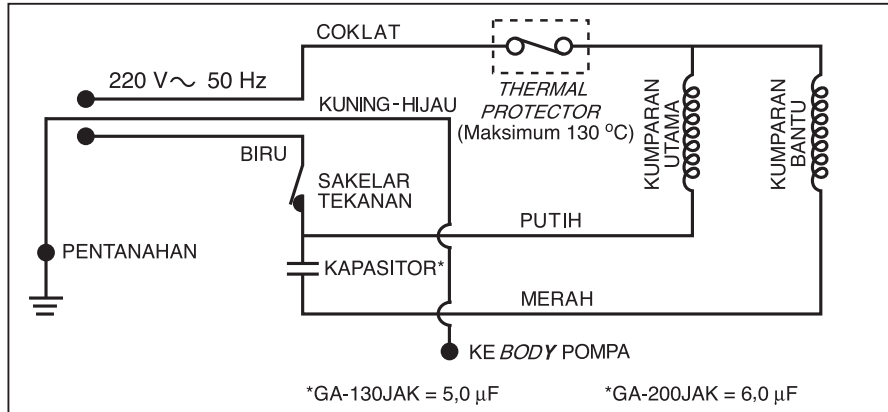 COKLAT
220 V～ 50 Hz
THERMAL
PROTECTOR
(Maksimum 130 ºC)
KUNING-HIJAU
KUMPARAN
UTAMA
KUMPARAN
BANTU
BIRU
SAKELAR
TEKANAN
PUTIH
PENTANAHAN
KAPASITOR*
MERAH
KE BODY POMPA
*GA-130JAK = 5,0 μF
*GA-200JAK = 6,0 μF